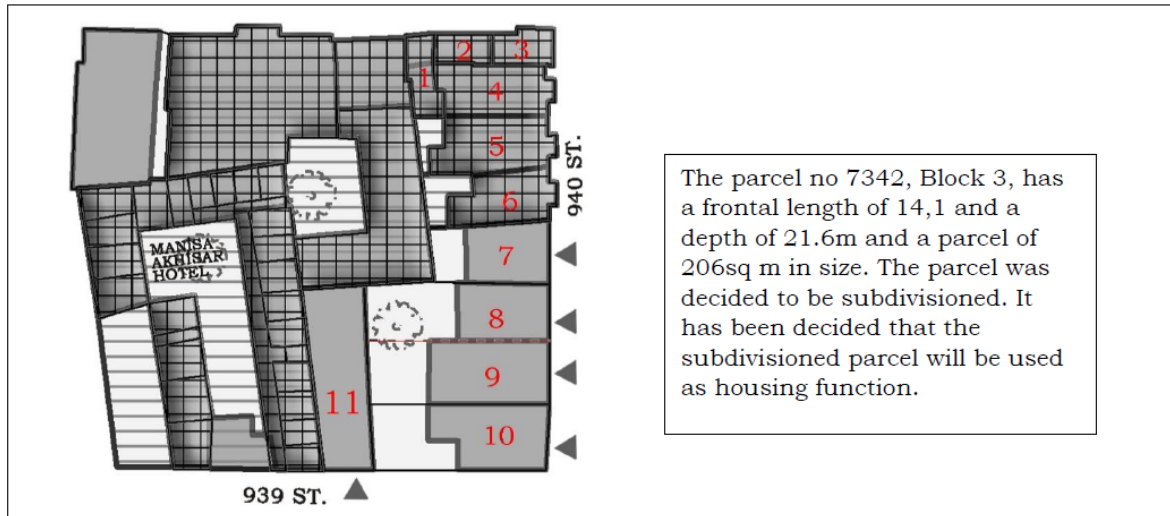 1
2
3
4
5
6
7
8
9
10
11
MANISA
AKHISAR
HOTEL
940 ST.
939 ST.
The parcel no 7342, Block 3, has
a frontal length of 14,1 and a
depth of 21.6m and a parcel of
206sq m in size. The parcel was
decided to be subdivisioned. It
has been decided that the
subdivisioned parcel will be used
as housing function.